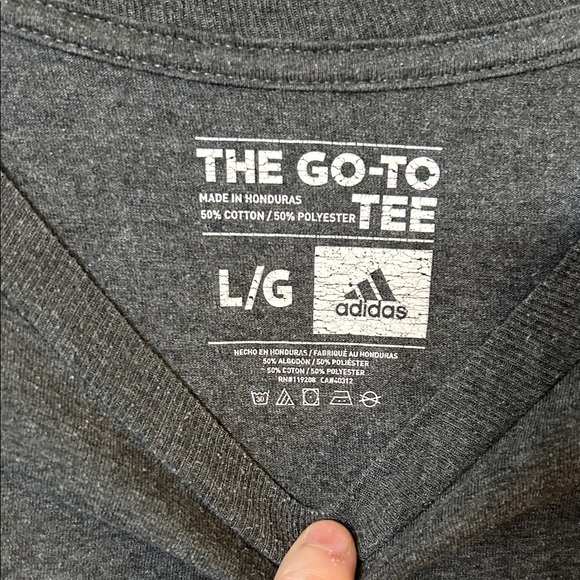 THE GO-TO
MADE IN HONDURAS
50% COTTON / 50% POLYESTER
TEE
L/G
adidas
HECHO EN HONDURAS / FABRIQUÉ AU HONDURAS
50% ALGODÓN / 50% POLIÉSTER
50% COTON / 50% POLYESTER
RN#119208 CA#40312
30